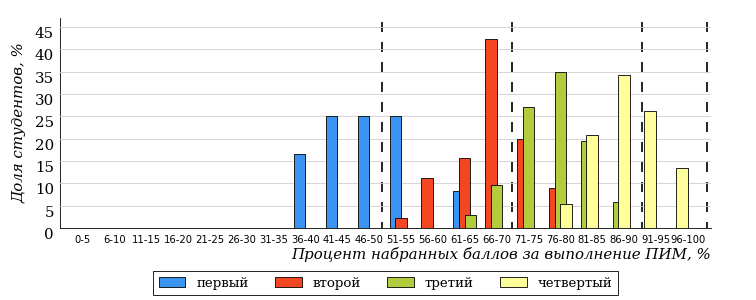 Доля студентов, %
45
40
35
30
25
20
15
10
5
0
0-5 6-10 11-15 16-20 21-25 26-30 31-35 36-40 41-45 46-50 51-55 56-60 61-65 66-70 71-75 76-80 81-85 86-90 91-95 96-100
Процент набранных баллов за выполнение ПИМ, %
первый второй третий четвертый